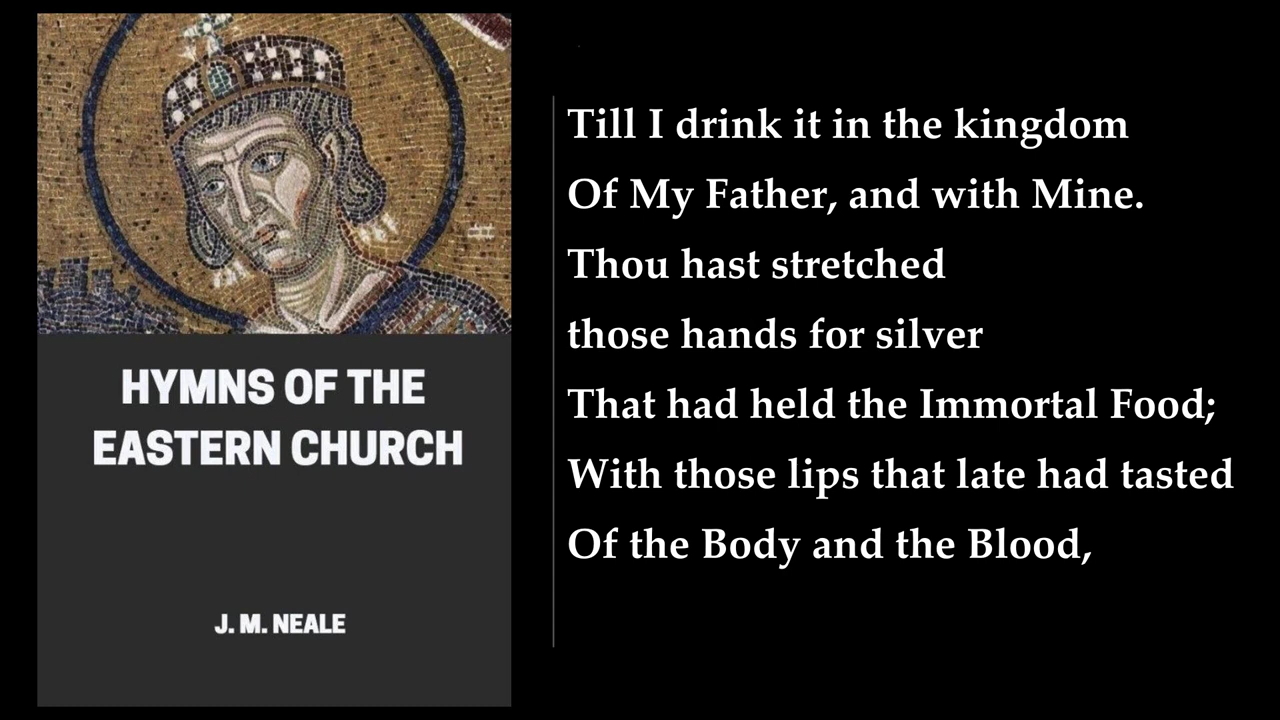 HYMNS OF THE
EASTERN CHURCH
J. M. NEALE
Till I drink it in the kingdom
Of My Father, and with Mine.
Thou hast stretched
those hands for silver
That had held the Immortal Food;
With those lips that late had tasted
Of the Body and the Blood,